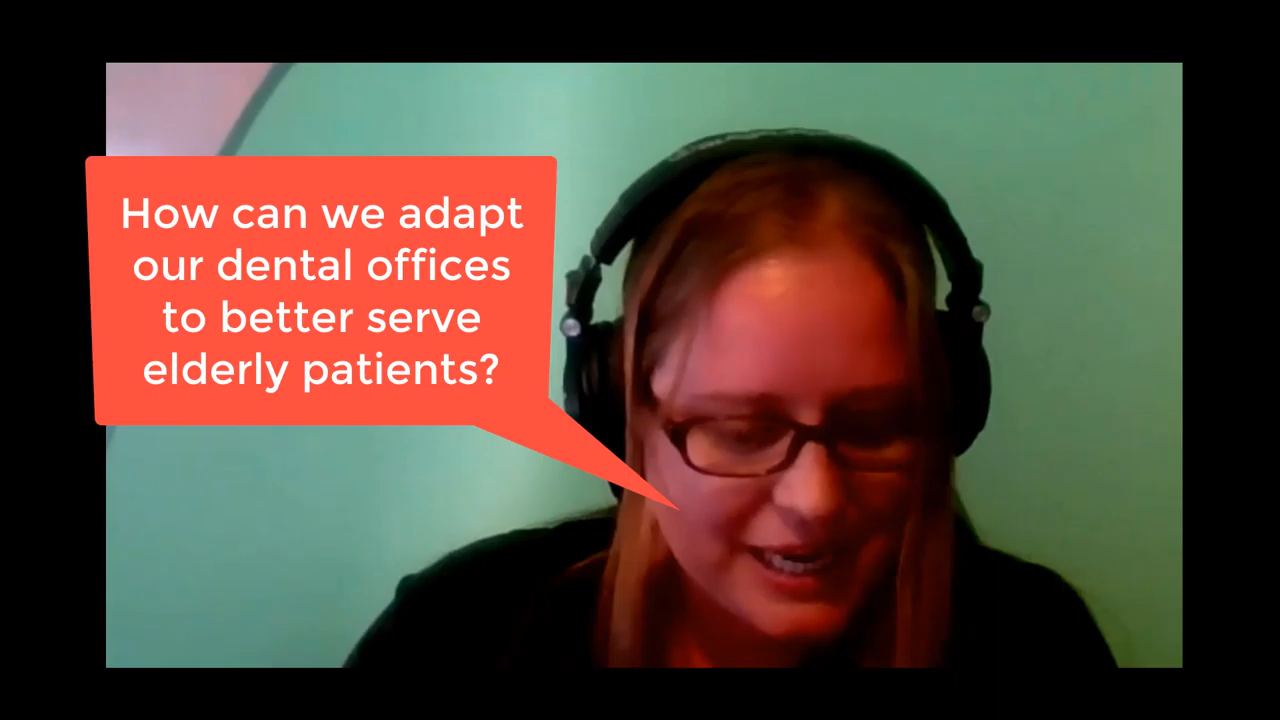 How can we adapt
our dental offices
to better serve
elderly patients?